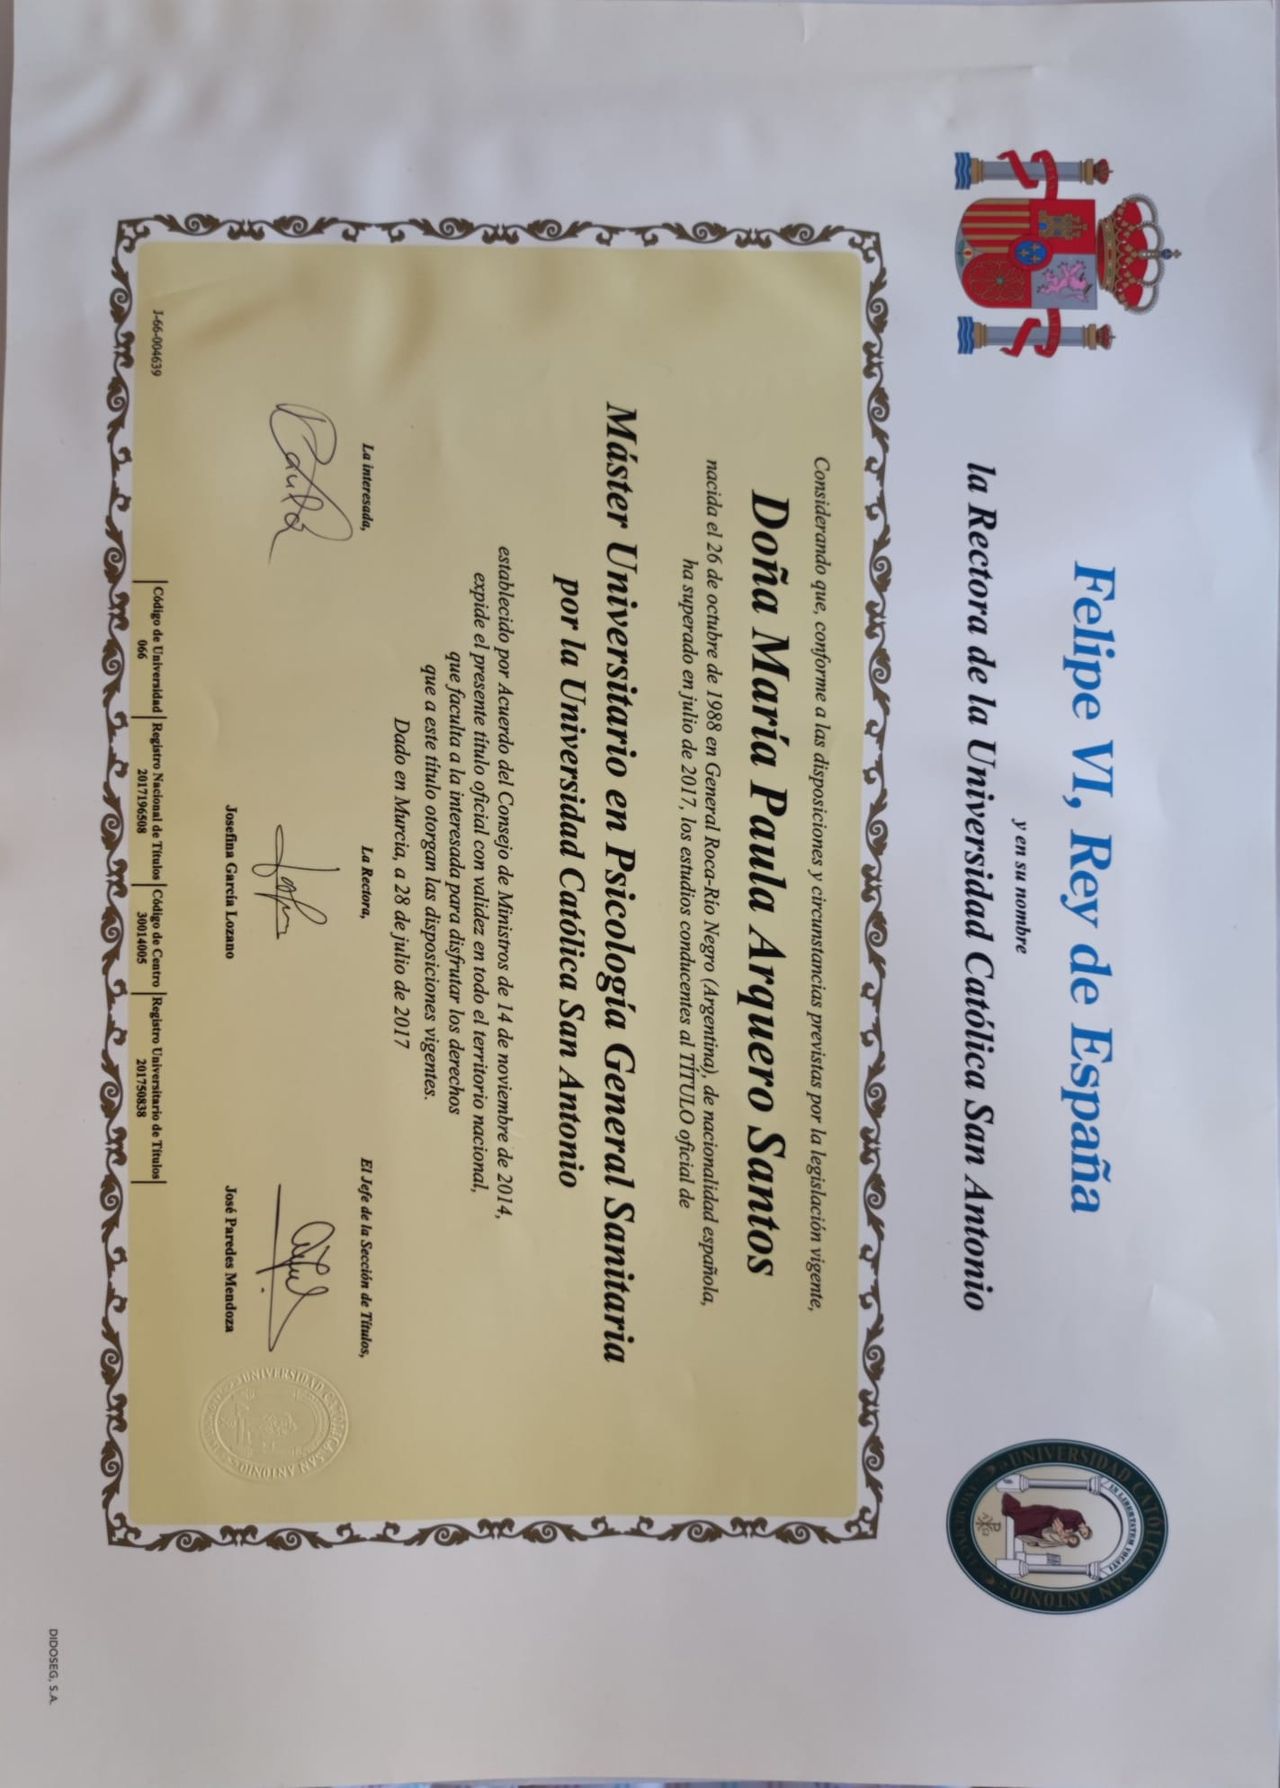 Felipe VI, Rey de España
y en su nombre
la Rectora de la Universidad Católica San Antonio
UNIVERSIDAD CATÓLICA SAN ANTONIO
IN LIBERTATEM VOCATI
Considerando que, conforme a las disposiciones y circunstancias previstas por la legislación vigente,
Doña María Paula Arquero Santos
nacida el 26 de octubre de 1988 en General Roca-Río Negro (Argentina), de nacionalidad española,
ha superado en julio de 2017, los estudios conducentes al TÍTULO oficial de
Máster Universitario en Psicología General Sanitaria
por la Universidad Católica San Antonio
establecido por Acuerdo del Consejo de Ministros de 14 de noviembre de 2014,
expide el presente título oficial con validez en todo el territorio nacional,
que faculta a la interesada para disfrutar los derechos
que a este título otorgan las disposiciones vigentes.
Dado en Murcia, a 28 de julio de 2017
La interesada,
La Rectora,
El Jefe de la Sección de Títulos,
Paula
Josefina García Lozano
José Paredes Mendoza
UNIVERSIDAD CATÓLICA SAN ANTONIO
1-66-004639
Código de Universidad Registro Nacional de Títulos Código de Centro Registro Universitario de Títulos
066 2017196508 30014005 201750838
DIDOSEG, S.A.